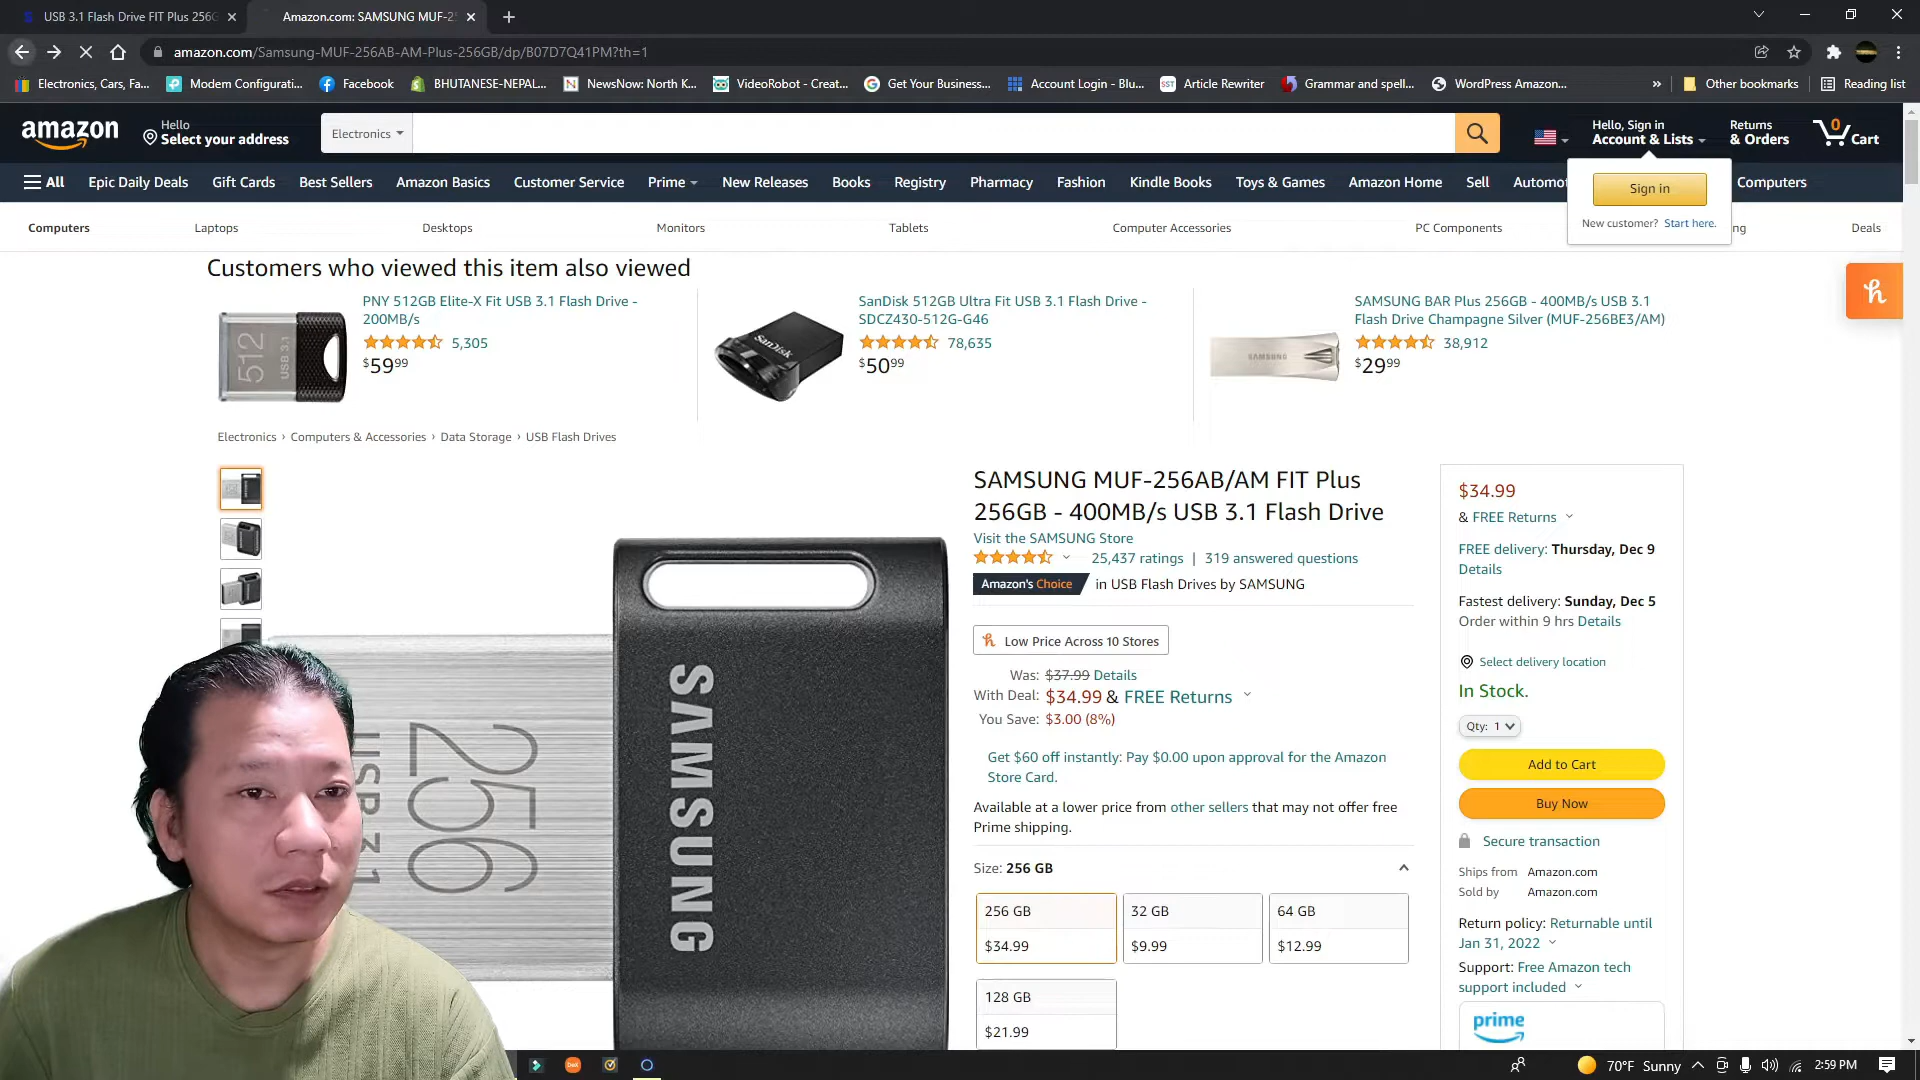 USB 3.1 Flash Drive FIT Plus 256G
Amazon.com: SAMSUNG MUF-25
amazon.com/Samsung-MUF-256AB-AM-Plus-256GB/dp/B07D7Q41PM?th=1
Electronics, Cars, Fa...
Modem Configurati...
Facebook
BHUTANESE-NEPAL...
NewsNow: North K...
VideoRobot - Creat...
Get Your Business...
Account Login - Blu...
Article Rewriter
Grammar and spell...
WordPress Amazon...
»
Other bookmarks
Reading list
amazon
Hello
Select your address
Electronics
Hello, Sign in
Account & Lists
Returns
& Orders
0
Cart
All
Epic Daily Deals
Gift Cards
Best Sellers
Amazon Basics
Customer Service
Prime
New Releases
Books
Registry
Pharmacy
Fashion
Kindle Books
Toys & Games
Amazon Home
Sell
Automot
Computers
Sign in
New customer? Start here.
Computers
Laptops
Desktops
Monitors
Tablets
Computer Accessories
PC Components
ng
Deals
Customers who viewed this item also viewed
PNY 512GB Elite-X Fit USB 3.1 Flash Drive -
200MB/s
5,305
$59 99
512
USB 3.1
SanDisk 512GB Ultra Fit USB 3.1 Flash Drive -
SDCZ430-512G-G46
78,635
$50 99
SanDisk
SAMSUNG BAR Plus 256GB - 400MB/s USB 3.1
Flash Drive Champagne Silver (MUF-256BE3/AM)
38,912
$29 99
SAMSUNG
h
Electronics › Computers & Accessories › Data Storage › USB Flash Drives
SAMSUNG
256
USB 3.1
SAMSUNG MUF-256AB/AM FIT Plus
256GB - 400MB/s USB 3.1 Flash Drive
Visit the SAMSUNG Store
25,437 ratings | 319 answered questions
Amazon's Choice in USB Flash Drives by SAMSUNG
h Low Price Across 10 Stores
Was: $37.99 Details
With Deal: $34.99 & FREE Returns
You Save: $3.00 (8%)
Get $60 off instantly: Pay $0.00 upon approval for the Amazon
Store Card.
Available at a lower price from other sellers that may not offer free
Prime shipping.
Size: 256 GB
256 GB
$34.99
32 GB
$9.99
64 GB
$12.99
128 GB
$21.99
$34.99
& FREE Returns
FREE delivery: Thursday, Dec 9
Details
Fastest delivery: Sunday, Dec 5
Order within 9 hrs Details
Select delivery location
In Stock.
Qty: 1
Add to Cart
Buy Now
Secure transaction
Ships from Amazon.com
Sold by Amazon.com
Return policy: Returnable until
Jan 31, 2022
Support: Free Amazon tech
support included
prime
70°F Sunny
2:59 PM